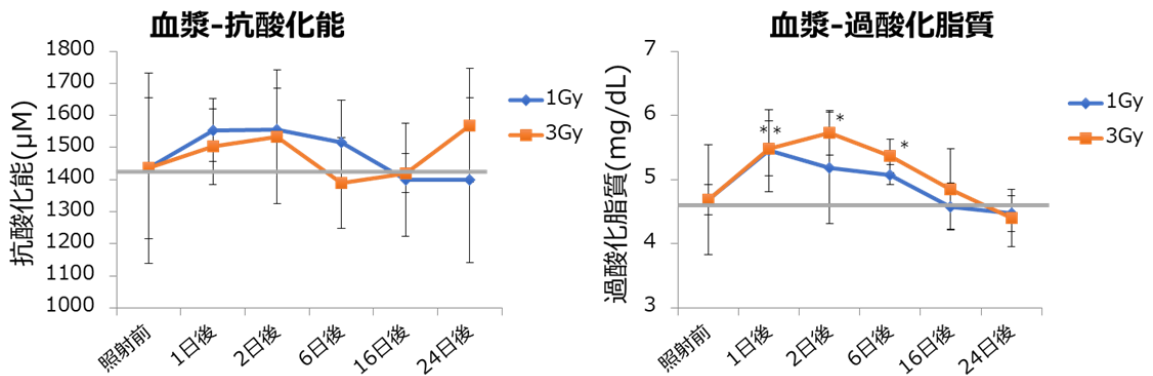 血漿-抗酸化能
抗酸化能(μM)
1800
1700
1600
1500
1400
1300
1200
1100
1000
照射前
1日後
2日後
6日後
16日後
24日後
1Gy
3Gy
血漿-過酸化脂質
過酸化脂質(mg/dL)
7
6
5
4
3
* *
*
*
照射前
1日後
2日後
6日後
16日後
24日後
1Gy
3Gy